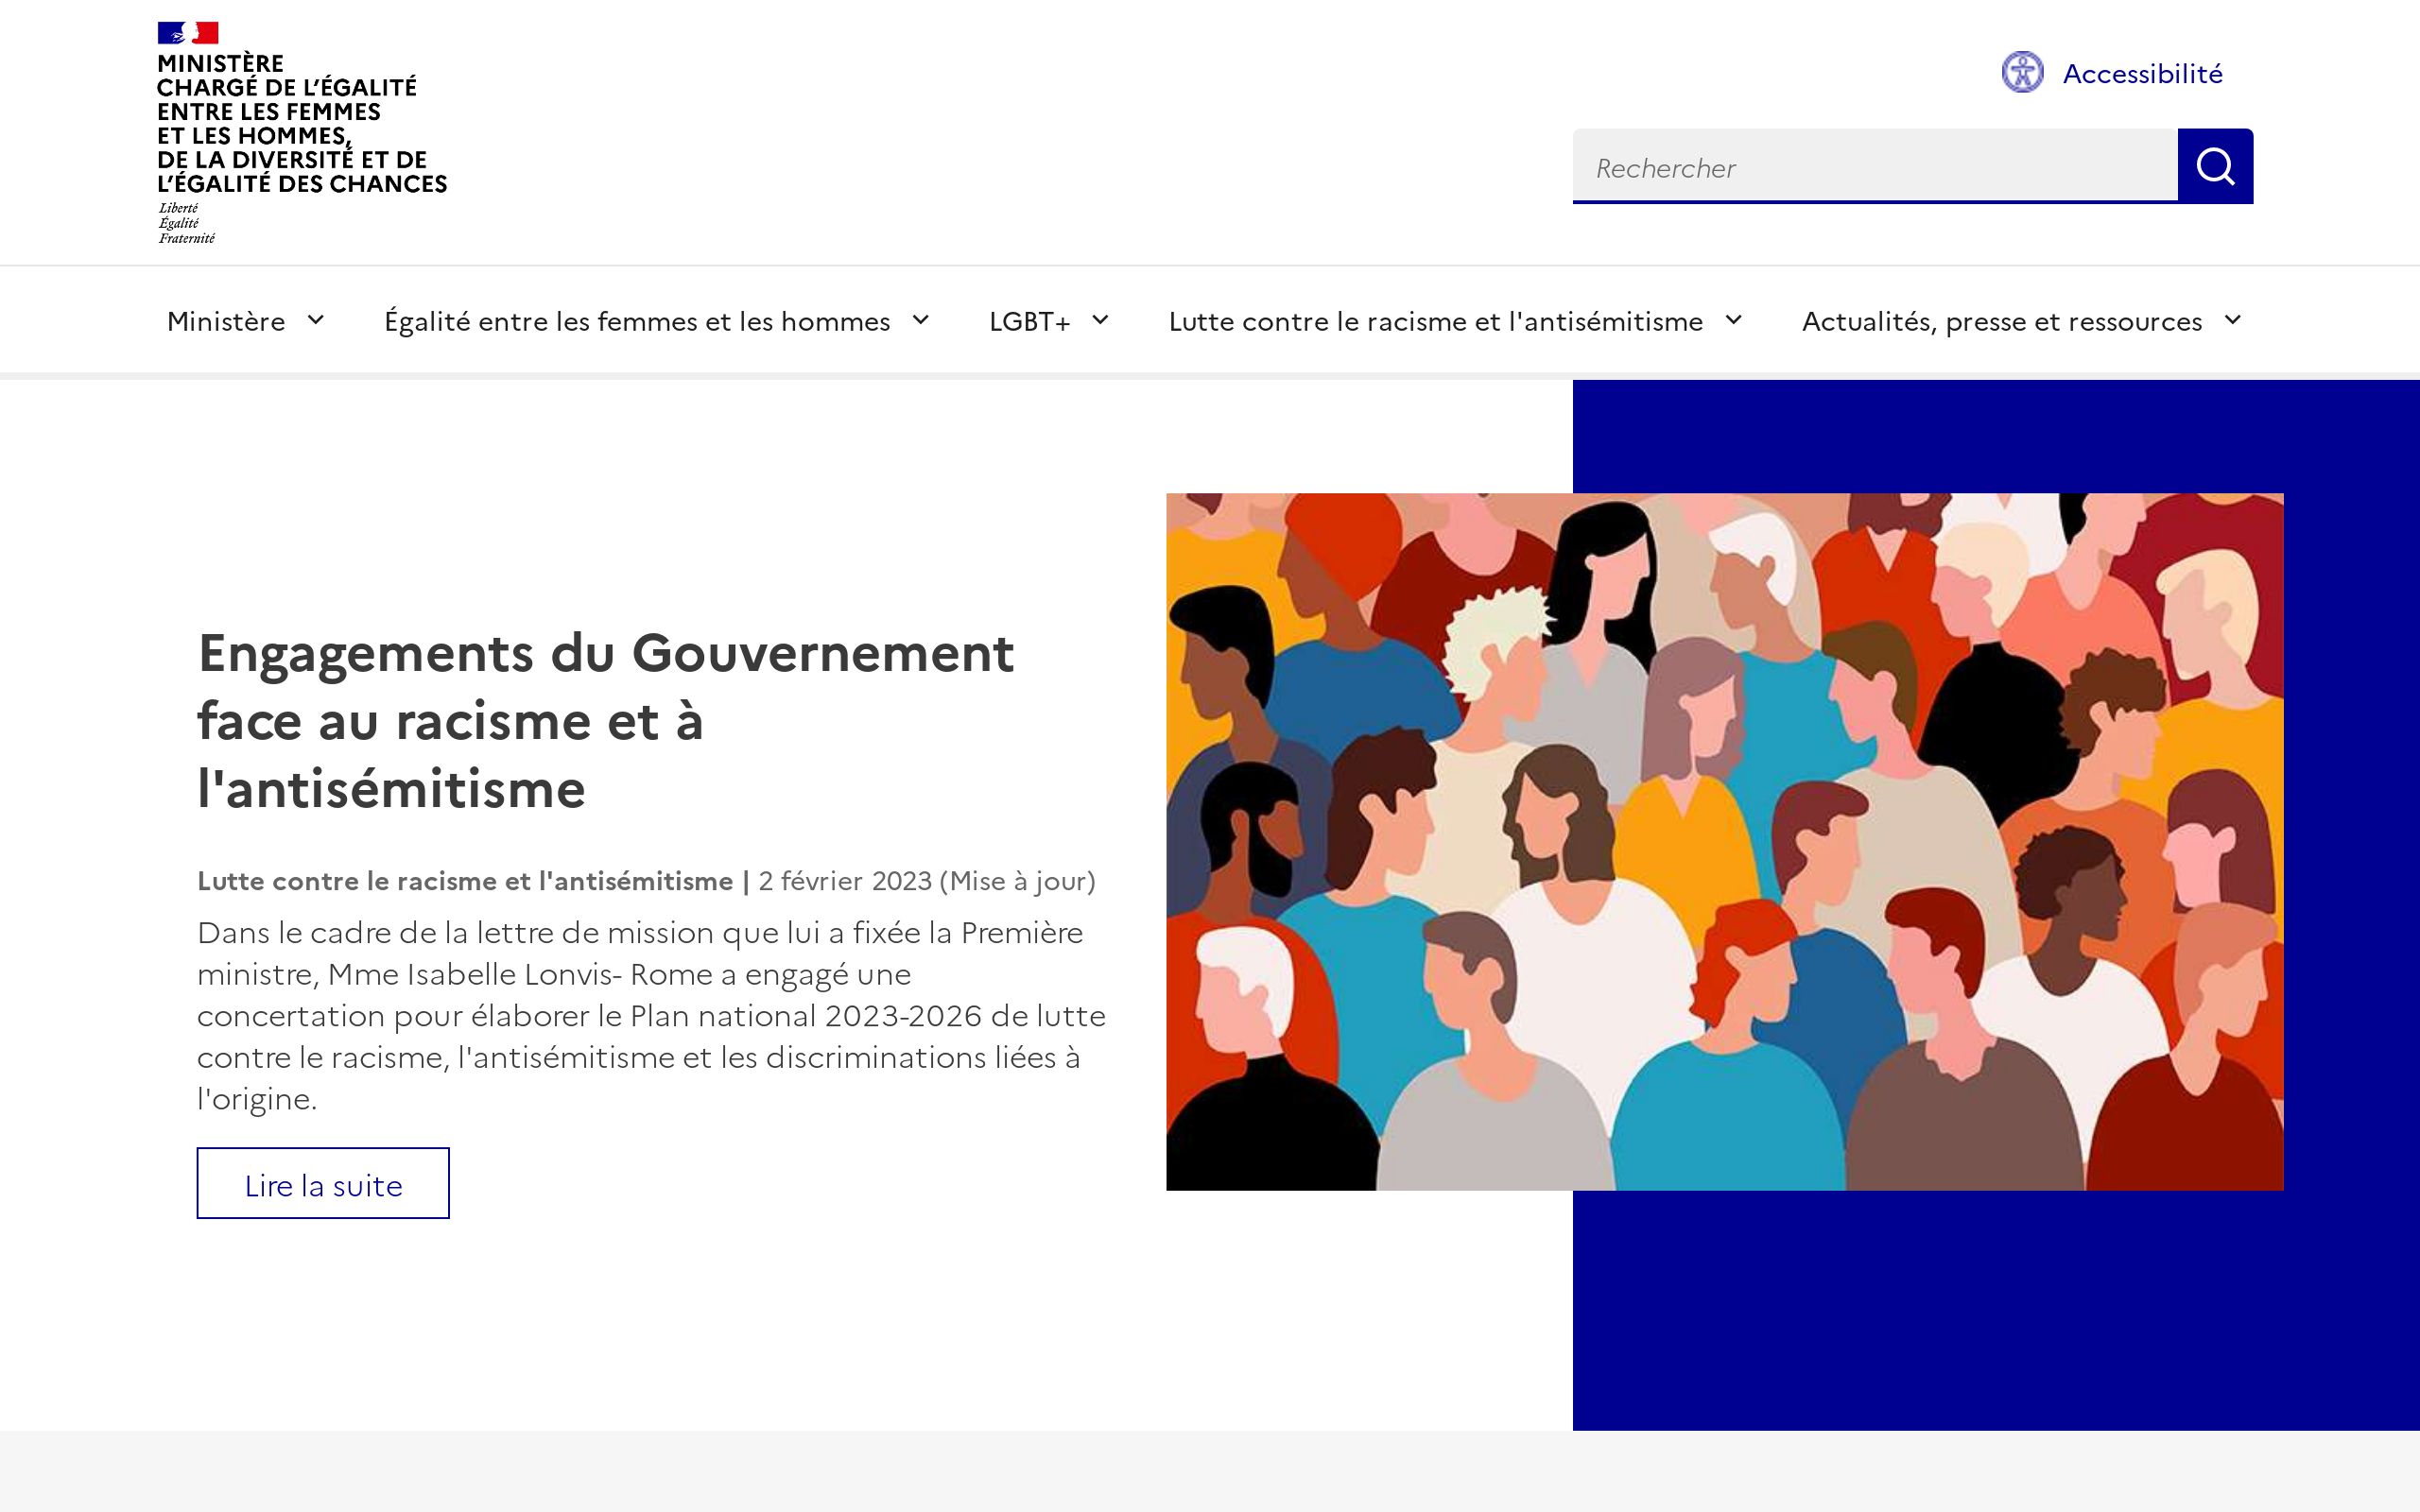 MINISTÈRE
CHARGÉ DE L'ÉGALITÉ
ENTRE LES FEMMES
ET LES HOMMES,
DE LA DIVERSITÉ ET DE
L'ÉGALITÉ DES CHANCES
Liberté
Égalité
Fraternité
Accessibilité
Rechercher
Ministère
Égalité entre les femmes et les hommes
LGBT+
Lutte contre le racisme et l'antisémitisme
Actualités, presse et ressources
Engagements du Gouvernement
face au racisme et à
l'antisémitisme
Lutte contre le racisme et l'antisémitisme | 2 février 2023 (Mise à jour)
Dans le cadre de la lettre de mission que lui a fixée la Première
ministre, Mme Isabelle Lonvis- Rome a engagé une
concertation pour élaborer le Plan national 2023-2026 de lutte
contre le racisme, l'antisémitisme et les discriminations liées à
l'origine.
Lire la suite